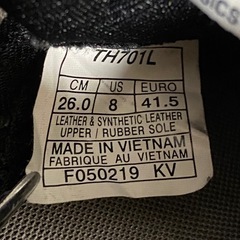 TH701L
CM US EURO
26.0 8 41.5
LEATHER & SYNTHETIC LEATHER
UPPER / RUBBER SOLE
MADE IN VIETNAM
FABRIQUE AU VIETNAM
F050219 KV